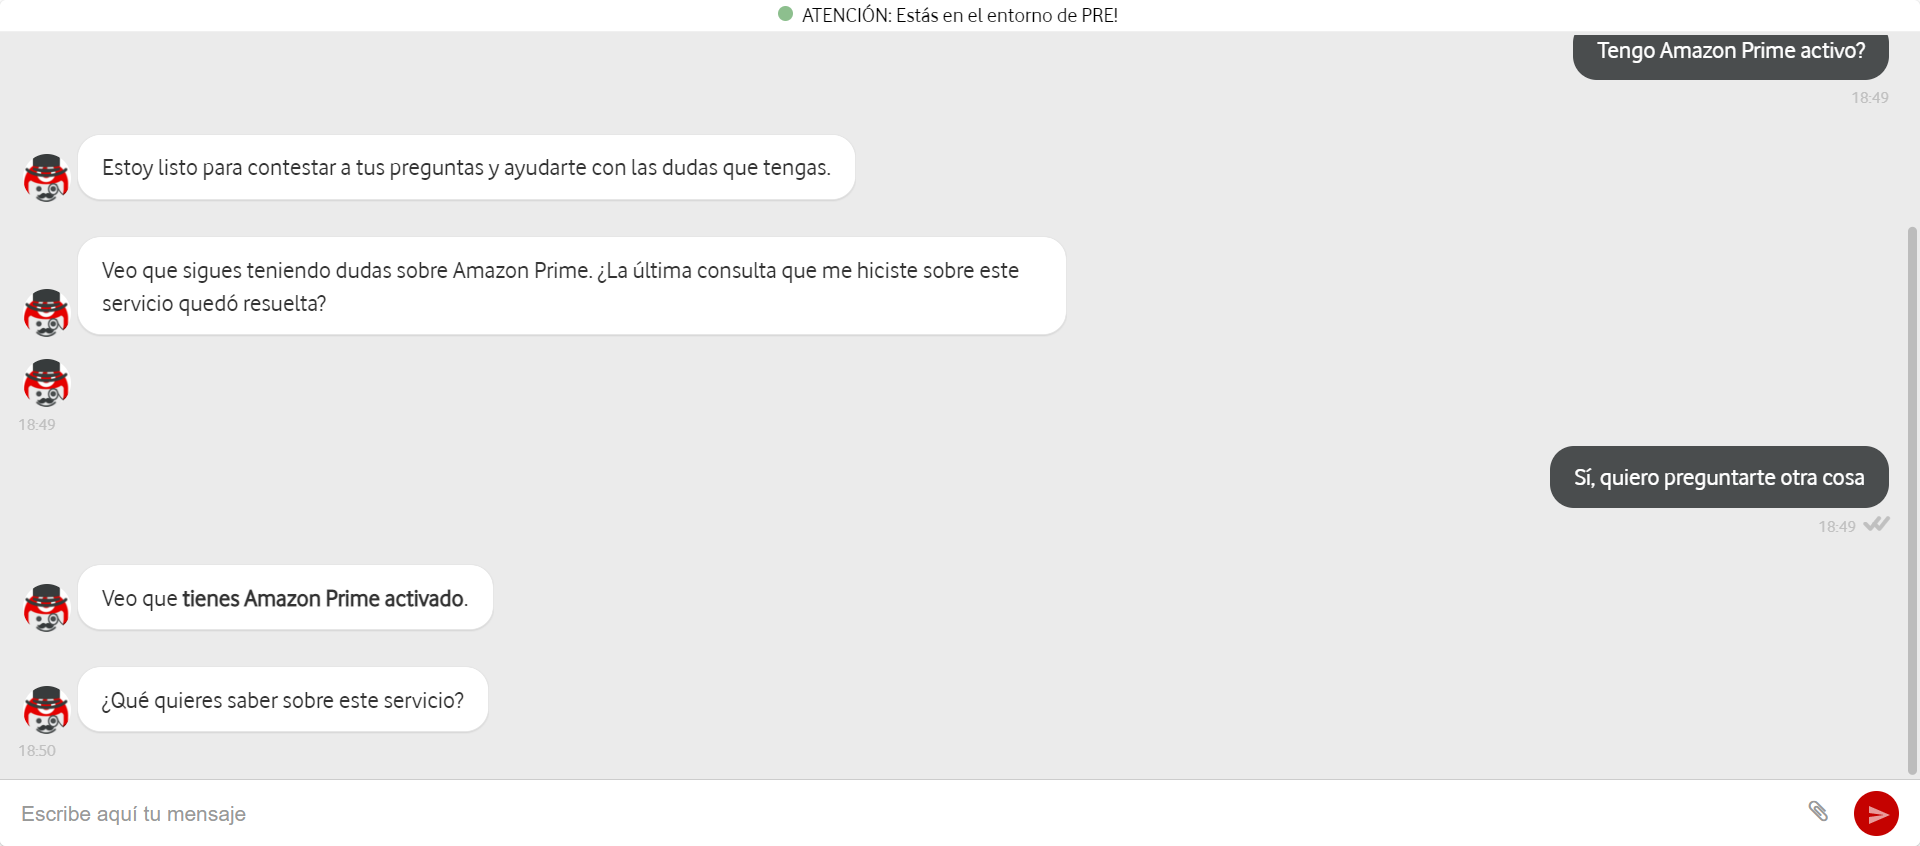 ATENCIÓN: Estás en el entorno de PRE!
Tengo Amazon Prime activo?
18:49
Estoy listo para contestar a tus preguntas y ayudarte con las dudas que tengas.
Veo que sigues teniendo dudas sobre Amazon Prime. ¿La última consulta que me hiciste sobre este
servicio quedó resuelta?
18:49
Sí, quiero preguntarte otra cosa
18:49
Veo que tienes Amazon Prime activado.
¿Qué quieres saber sobre este servicio?
18:50
Escribe aquí tu mensaje